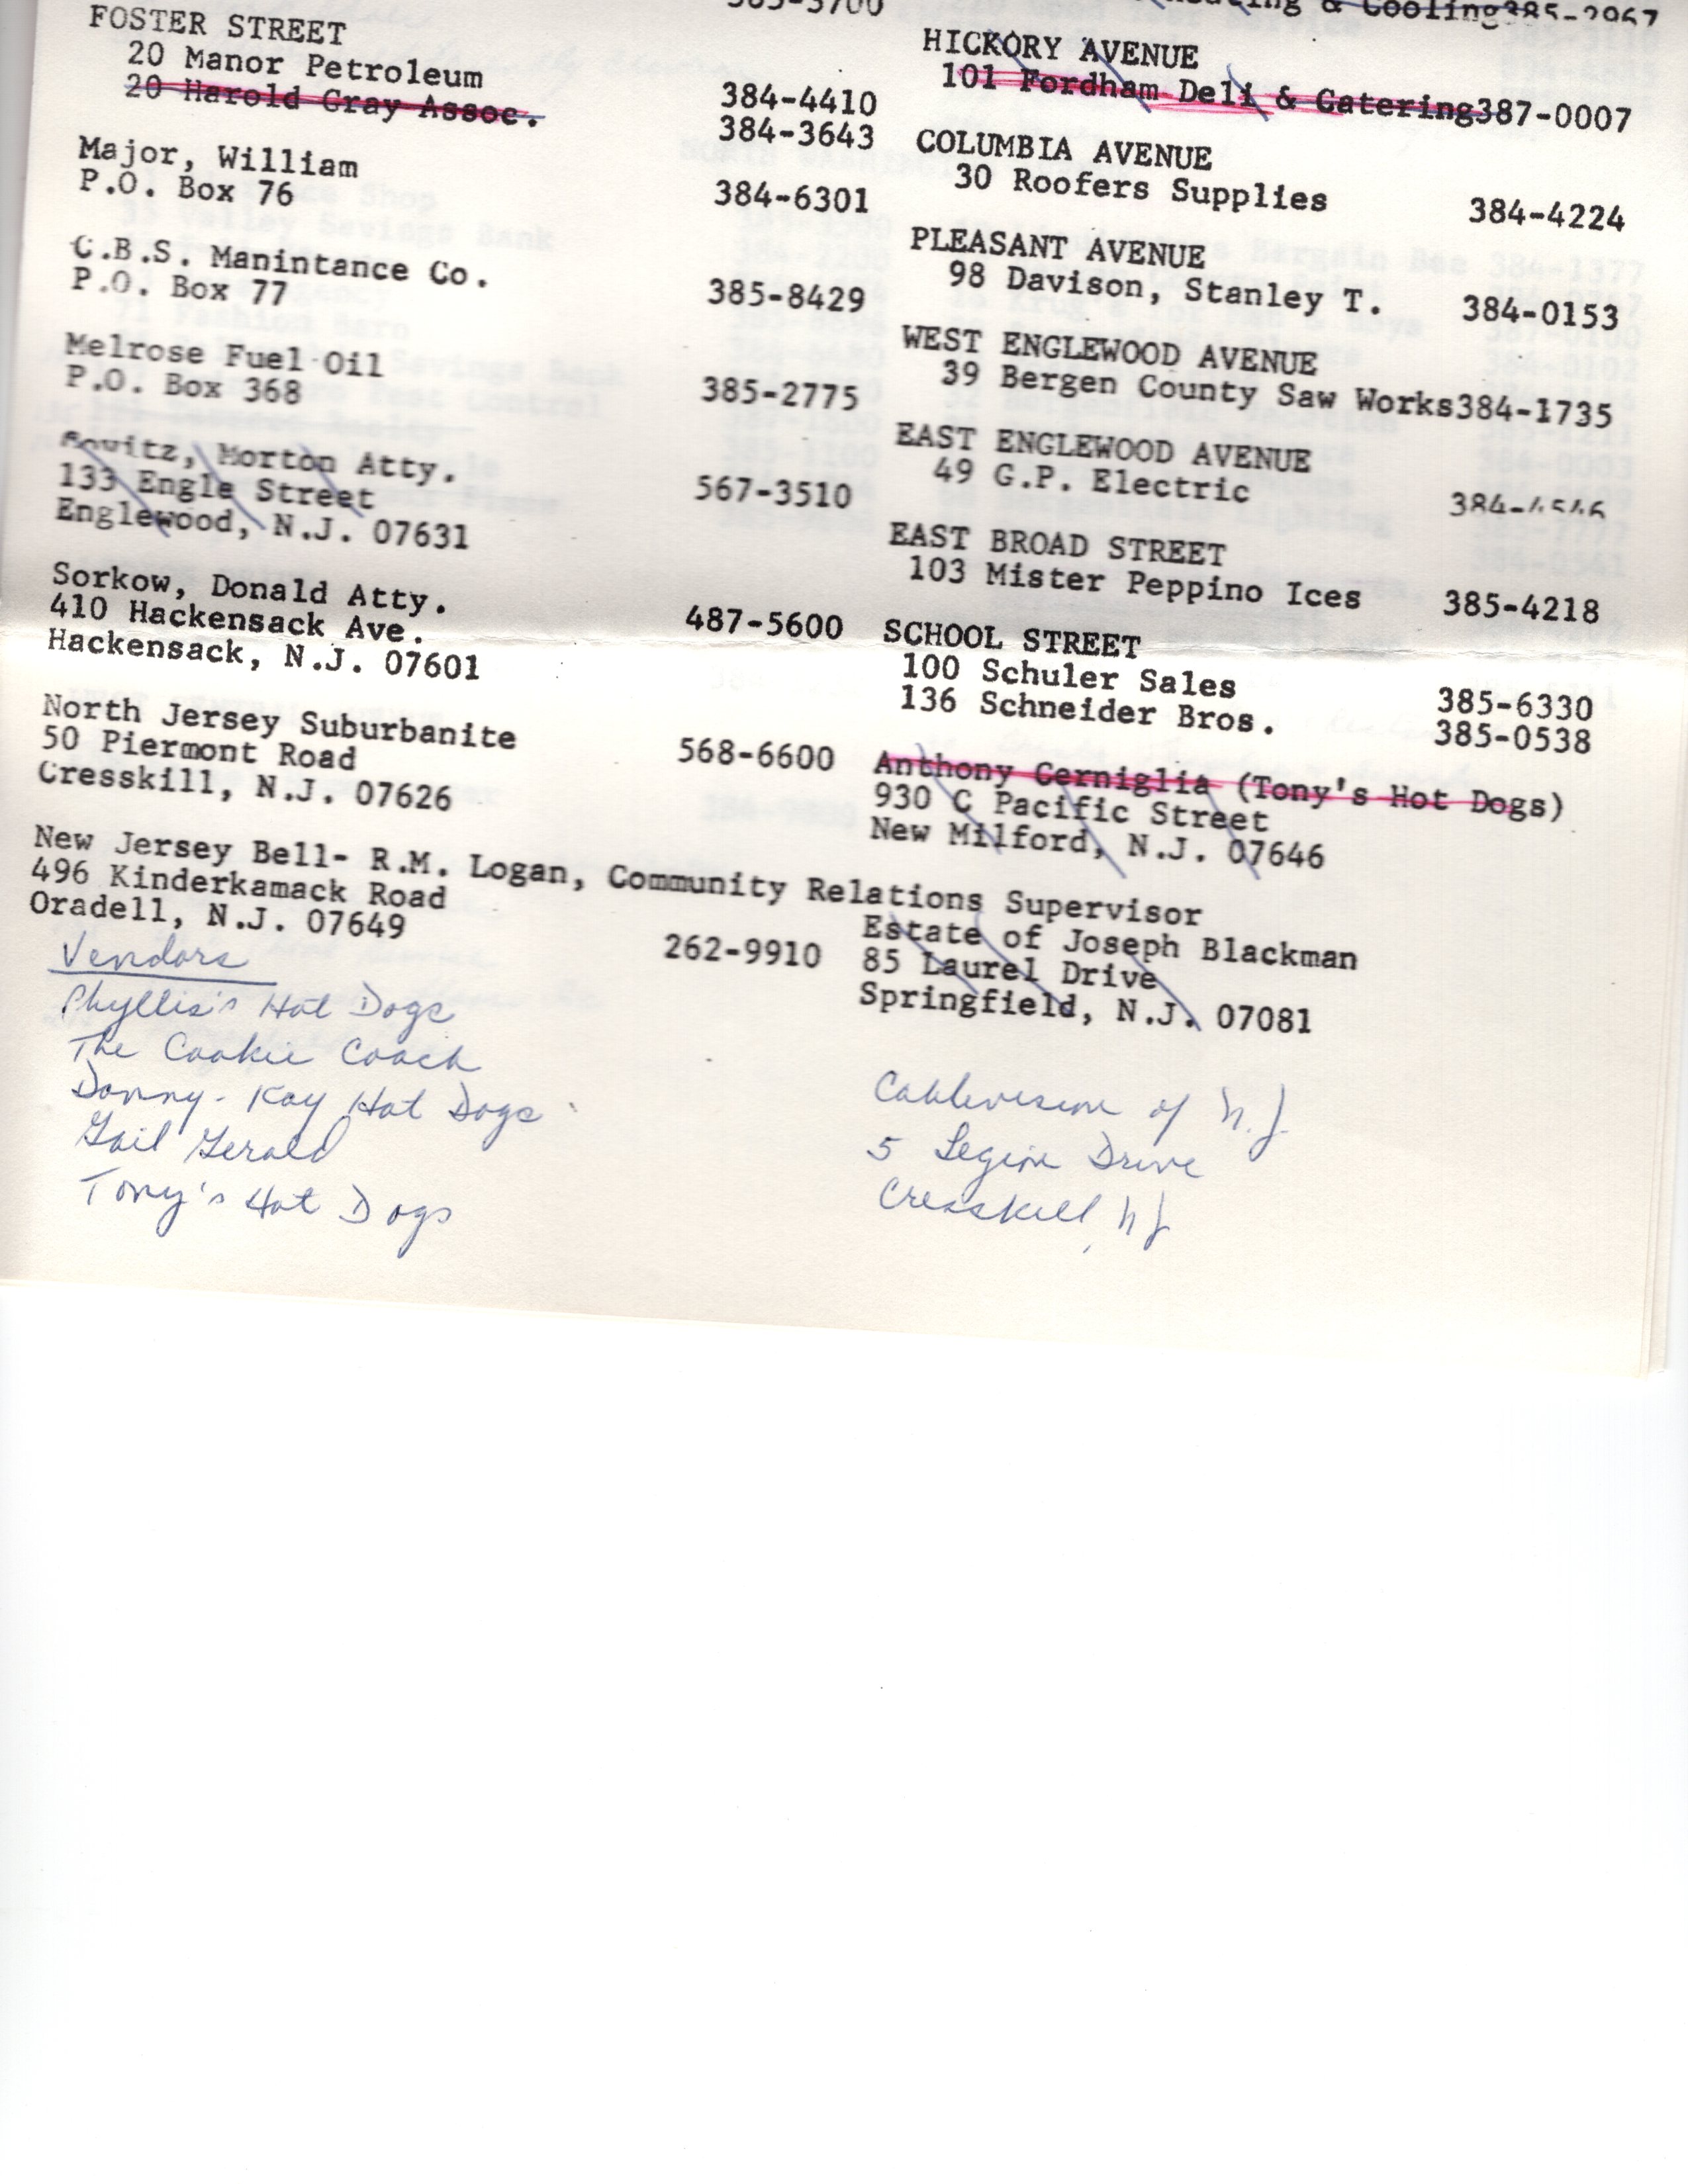 FOSTER STREET
20 Manor Petroleum 384-4410
20 Harold Gray Assoc. 384-3643
Major, William
P.O. Box 76 384-6301
C.B.S. Manintance Co.
P.O. Box 77 385-8429
Melrose Fuel Oil
P.O. Box 368 385-2775
Morton Atty.
133 Engle Street 567-3510
Englewood, N.J. 07631
Sorkow, Donald Atty.
410 Hackensack Ave. 487-5600
Hackensack, N.J. 07601
North Jersey Suburbanite
50 Piermont Road 568-6600
Cresskill, N.J. 07626
New Jersey Bell- R.M. Logan, Community Relations Supervisor
496 Kinderkamack Road
Oradell, N.J. 07649 262-9910
Vendors
Phyllis's Hot Dogs
The Cookie Coach
Danny-Kay Hot Dogs
Gail Gerald
Tony's Hot Dogs
& Cooling 385-2967
HICKORY AVENUE
101 Fordham Deli & Catering 387-0007
COLUMBIA AVENUE
30 Roofers Supplies 384-4224
PLEASANT AVENUE
98 Davison, Stanley T. 384-0153
WEST ENGLEWOOD AVENUE
39 Bergen County Saw Works 384-1735
EAST ENGLEWOOD AVENUE
49 G.P. Electric
EAST BROAD STREET
103 Mister Peppino Ices 385-4218
SCHOOL STREET
100 Schuler Sales 385-6330
136 Schneider Bros. 385-0538
Anthony Cerniglia (Tony's Hot Dogs)
930 C Pacific Street
New Milford, N.J. 07646
Estate of Joseph Blackman
85 Laurel Drive
Springfield, N.J. 07081
Cablevision of N.J.
5 Legion Drive
Cresskill, NJ